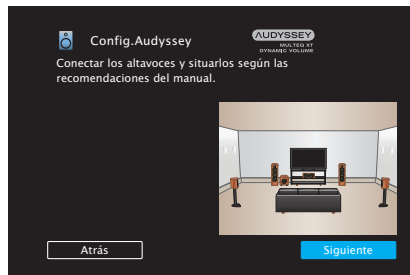 Config.Audyssey
AUDYSSEY
MULTEQ XT
DYNAMIC VOLUME
Conectar los altavoces y situarlos según las
recomendaciones del manual.
Atrás
Siguiente